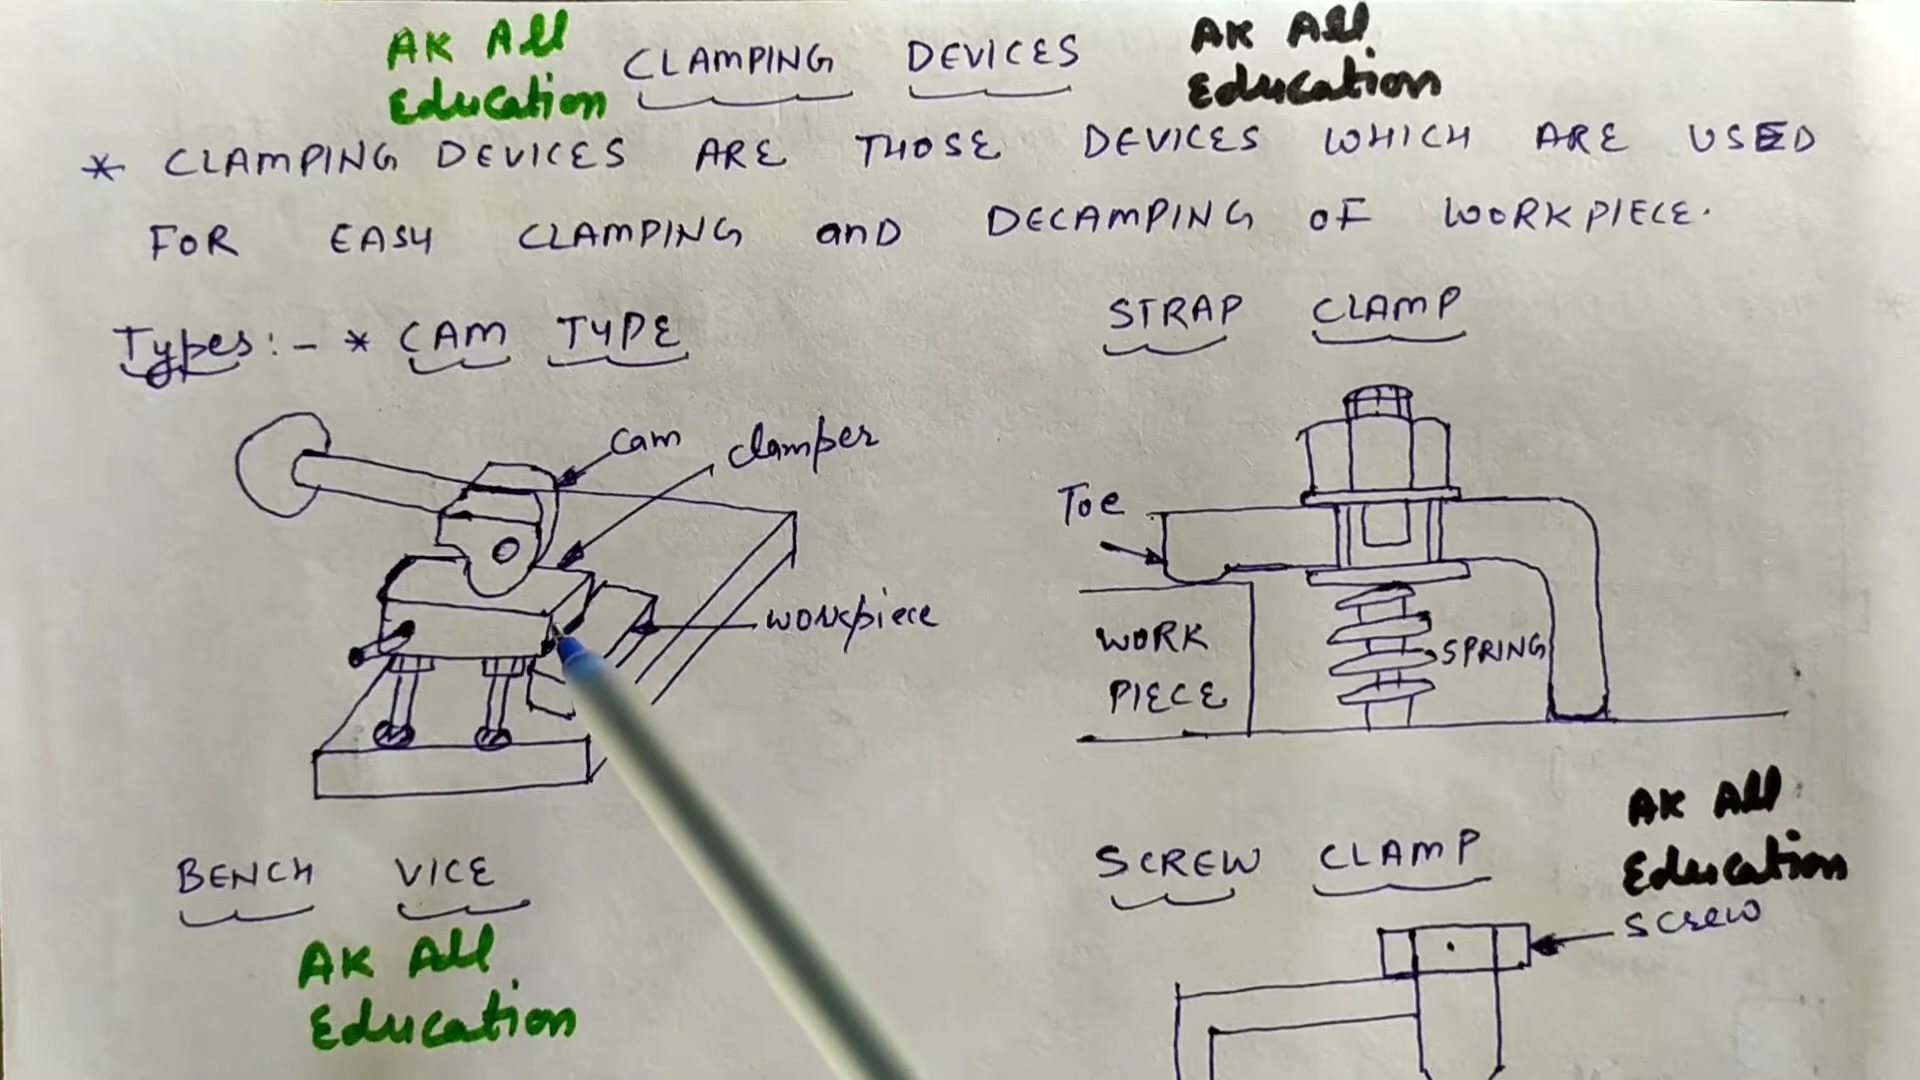 AK All
Education
CLAMPING DEVICES
AK All
Education
* CLAMPING DEVICES ARE THOSE DEVICES WHICH ARE USED
FOR EASY CLAMPING anD DECAMPING OF WORKPIECE.
Types:- * CAM TYPE
cam
clamper
workpiece
STRAP CLAMP
Toe
WORK
PIECE
SPRING
BENCH VICE
AK All
Education
SCREW CLAMP
AK All
Education
screw